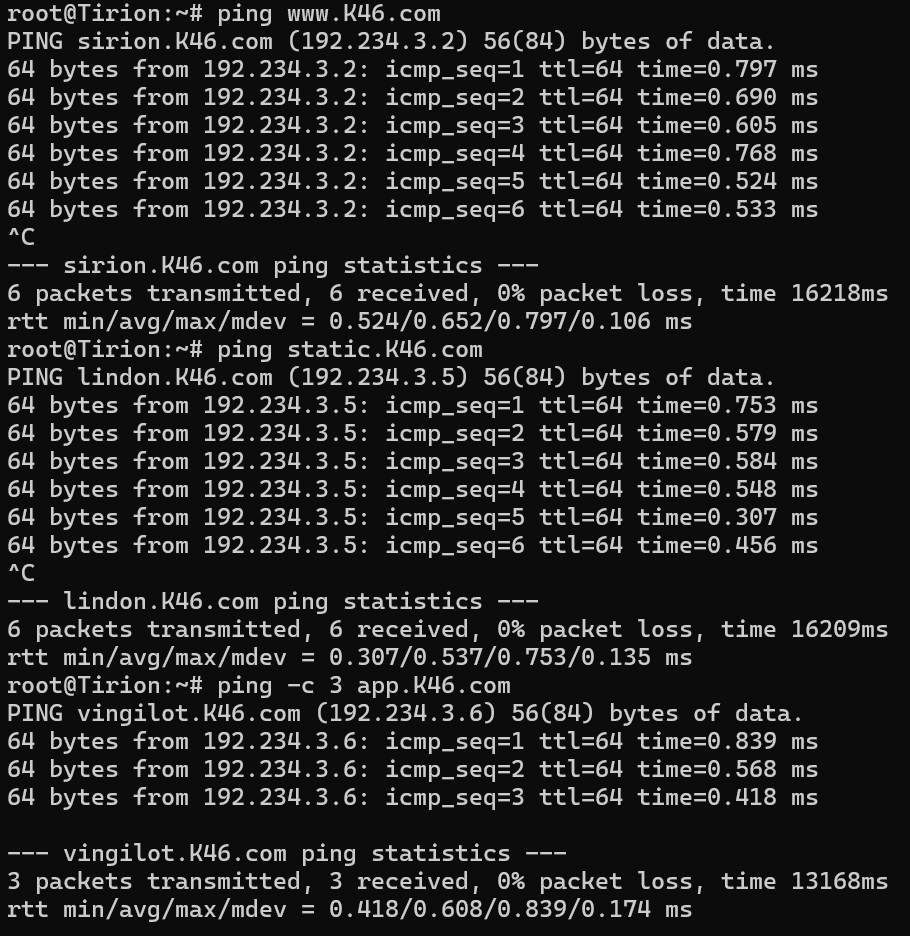 root@Tirion:~# ping www.K46.com
PING sirion.K46.com (192.234.3.2) 56(84) bytes of data.
64 bytes from 192.234.3.2: icmp_seq=1 ttl=64 time=0.797 ms
64 bytes from 192.234.3.2: icmp_seq=2 ttl=64 time=0.690 ms
64 bytes from 192.234.3.2: icmp_seq=3 ttl=64 time=0.605 ms
64 bytes from 192.234.3.2: icmp_seq=4 ttl=64 time=0.768 ms
64 bytes from 192.234.3.2: icmp_seq=5 ttl=64 time=0.524 ms
64 bytes from 192.234.3.2: icmp_seq=6 ttl=64 time=0.533 ms
^C
--- sirion.K46.com ping statistics ---
6 packets transmitted, 6 received, 0% packet loss, time 16218ms
rtt min/avg/max/mdev = 0.524/0.652/0.797/0.106 ms
root@Tirion:~# ping static.K46.com
PING lindon.K46.com (192.234.3.5) 56(84) bytes of data.
64 bytes from 192.234.3.5: icmp_seq=1 ttl=64 time=0.753 ms
64 bytes from 192.234.3.5: icmp_seq=2 ttl=64 time=0.579 ms
64 bytes from 192.234.3.5: icmp_seq=3 ttl=64 time=0.584 ms
64 bytes from 192.234.3.5: icmp_seq=4 ttl=64 time=0.548 ms
64 bytes from 192.234.3.5: icmp_seq=5 ttl=64 time=0.307 ms
64 bytes from 192.234.3.5: icmp_seq=6 ttl=64 time=0.456 ms
^C
--- lindon.K46.com ping statistics ---
6 packets transmitted, 6 received, 0% packet loss, time 16209ms
rtt min/avg/max/mdev = 0.307/0.537/0.753/0.135 ms
root@Tirion:~# ping -c 3 app.K46.com
PING vingilot.K46.com (192.234.3.6) 56(84) bytes of data.
64 bytes from 192.234.3.6: icmp_seq=1 ttl=64 time=0.839 ms
64 bytes from 192.234.3.6: icmp_seq=2 ttl=64 time=0.568 ms
64 bytes from 192.234.3.6: icmp_seq=3 ttl=64 time=0.418 ms

--- vingilot.K46.com ping statistics ---
3 packets transmitted, 3 received, 0% packet loss, time 13168ms
rtt min/avg/max/mdev = 0.418/0.608/0.839/0.174 ms